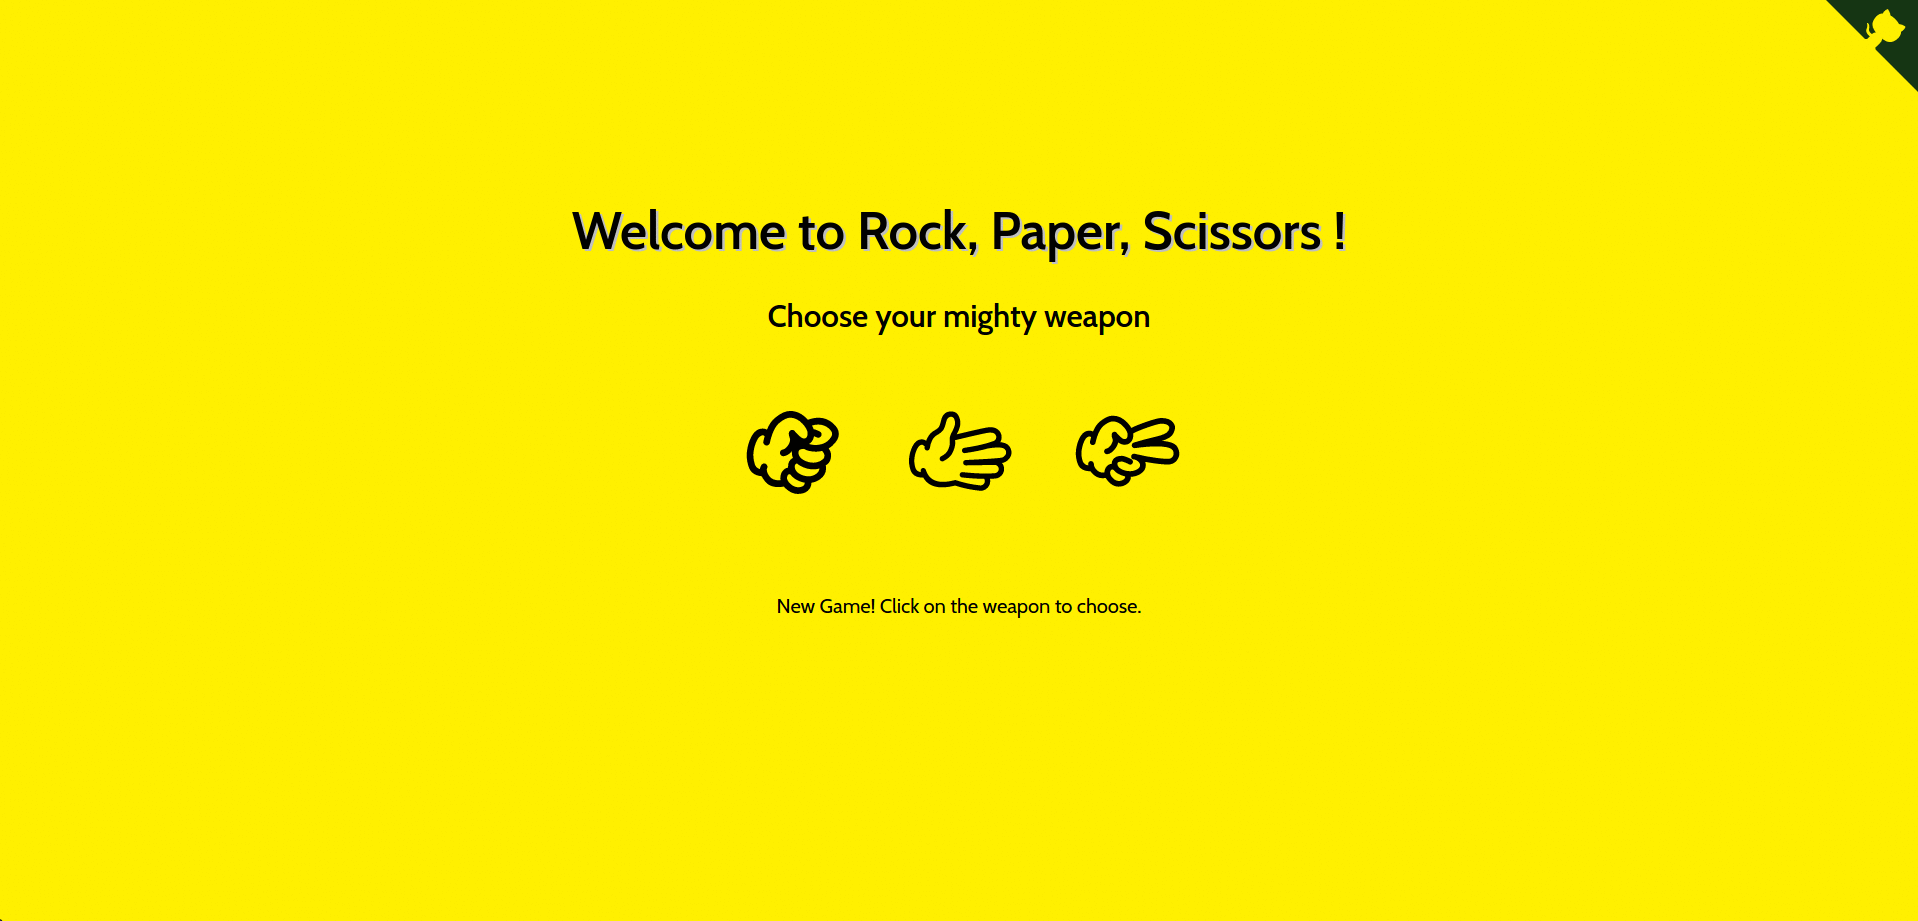 Welcome to Rock, Paper, Scissors !
Choose your mighty weapon
New Game! Click on the weapon to choose.